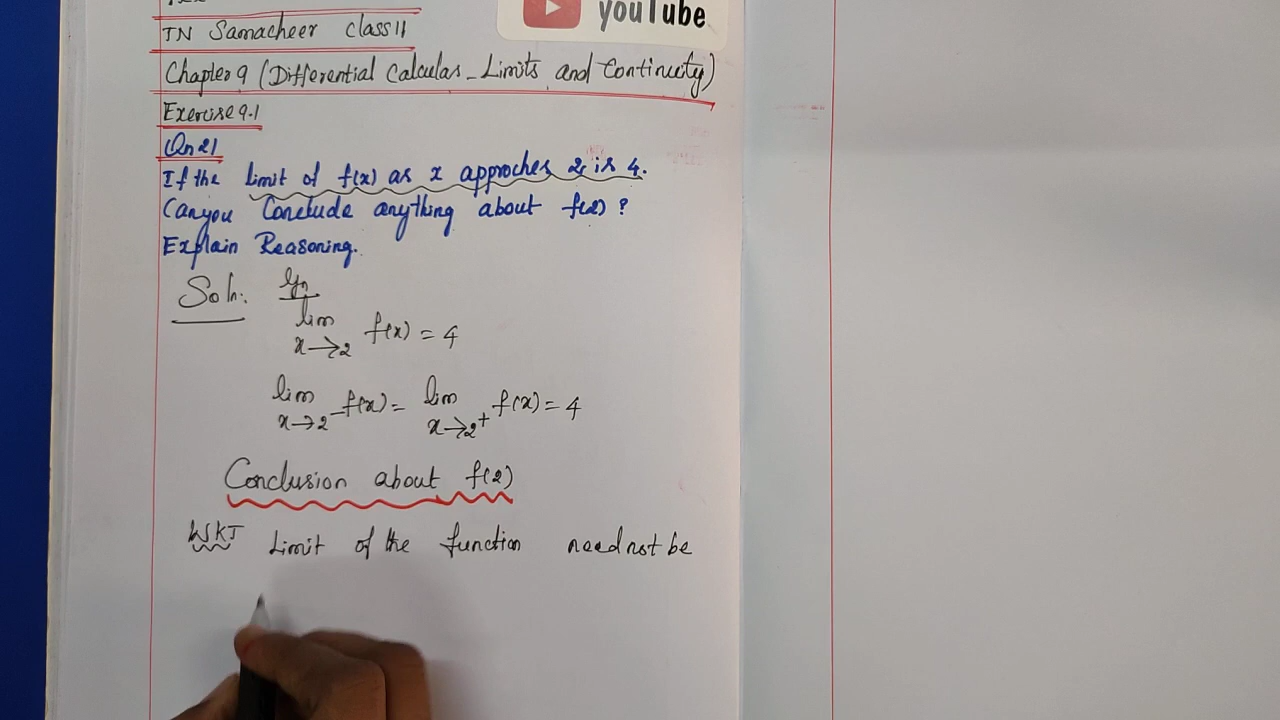 youTube
TN Samacheer class 11
Chapter 9 (Differential Calculas - Limits and Continuity)
Exercise 9.1
Qn 21
If the limit of f(x) as x approches 2, is 4.
Can you Conclude anything about f(2) ?
Explain Reasoning.
Soln. Gn
lim x→2 f(x) = 4
lim x→2⁻ f(x) = lim x→2⁺ f(x) = 4
Conclusion about f(2)
WKT Limit of the function need not be